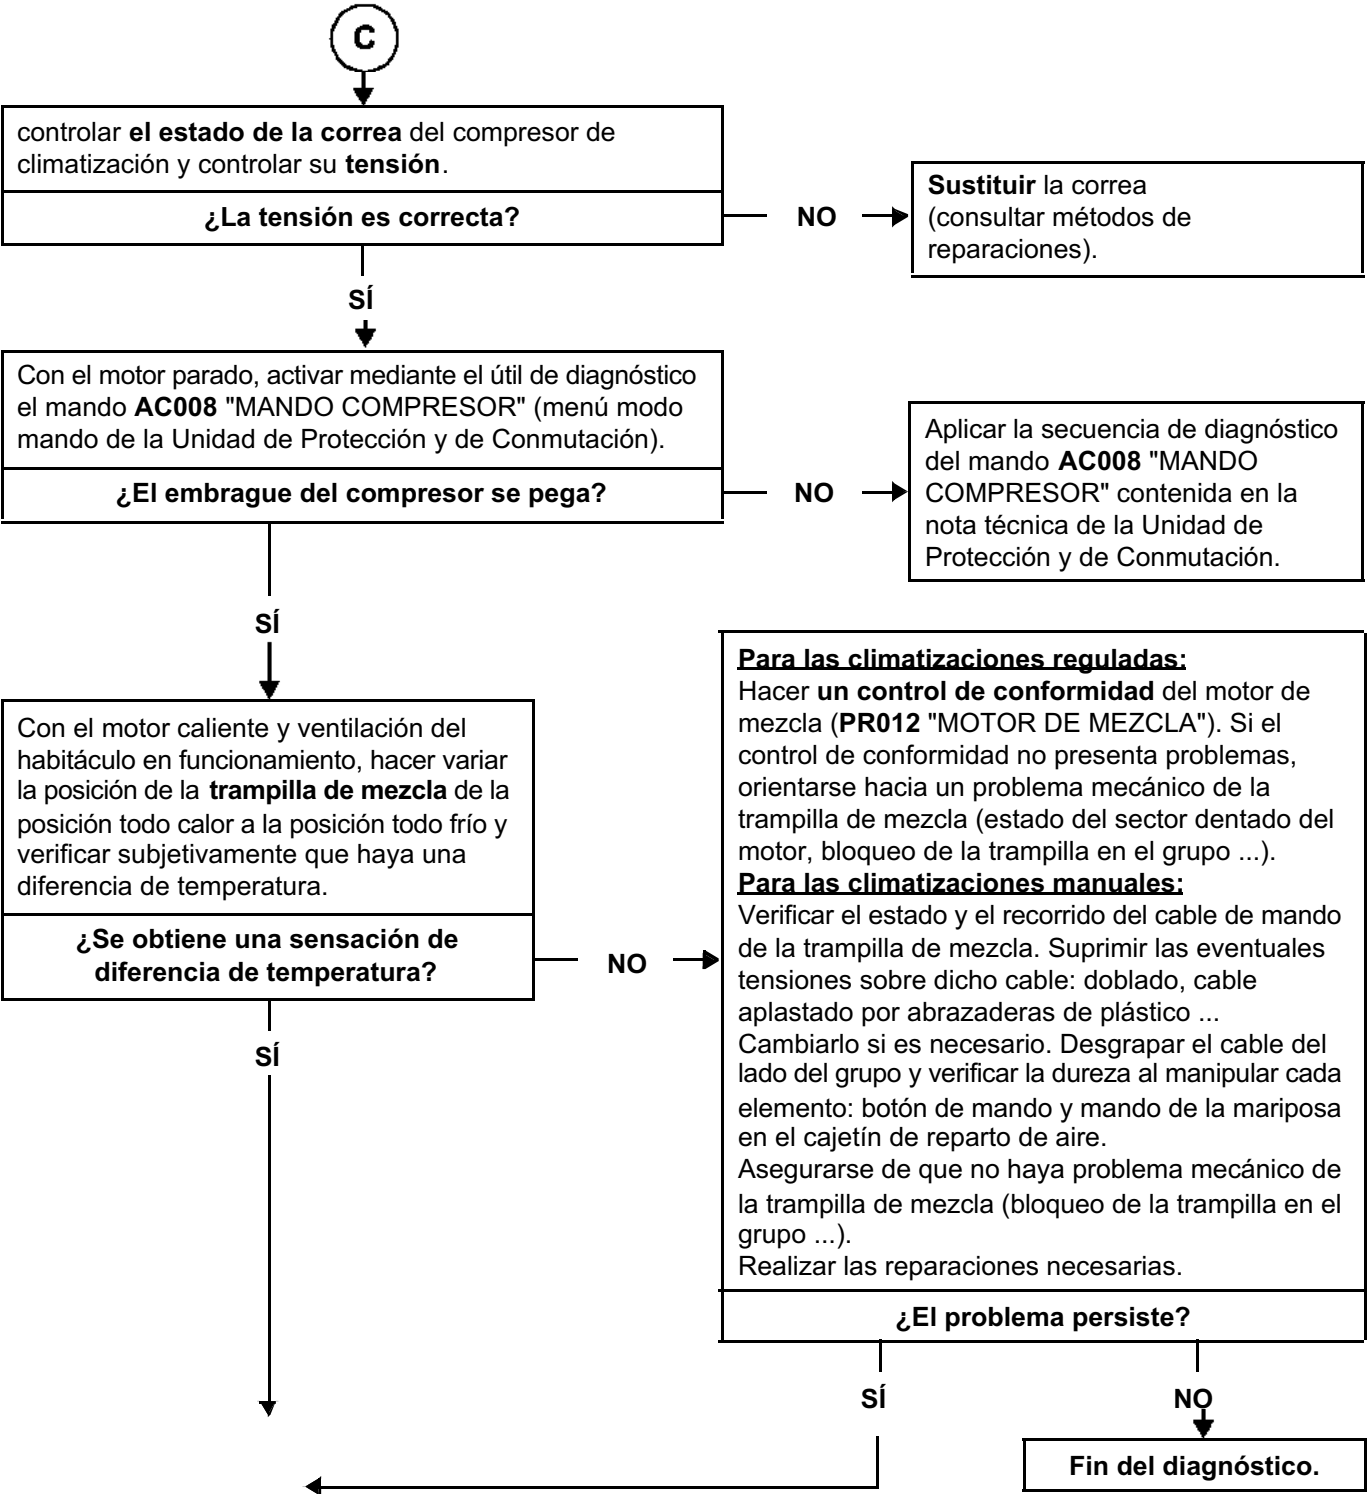 C
controlar el estado de la correa del compresor de
climatización y controlar su tensión.
¿La tensión es correcta?
NO
Sustituir la correa
(consultar métodos de
reparaciones).
SÍ
Con el motor parado, activar mediante el útil de diagnóstico
el mando AC008 "MANDO COMPRESOR" (menú modo
mando de la Unidad de Protección y de Conmutación).
¿El embrague del compresor se pega?
NO
Aplicar la secuencia de diagnóstico
del mando AC008 "MANDO
COMPRESOR" contenida en la
nota técnica de la Unidad de
Protección y de Conmutación.
SÍ
Con el motor caliente y ventilación del
habitáculo en funcionamiento, hacer variar
la posición de la trampilla de mezcla de la
posición todo calor a la posición todo frío y
verificar subjetivamente que haya una
diferencia de temperatura.
¿Se obtiene una sensación de
diferencia de temperatura?
NO
Para las climatizaciones reguladas:
Hacer un control de conformidad del motor de
mezcla (PR012 "MOTOR DE MEZCLA"). Si el
control de conformidad no presenta problemas,
orientarse hacia un problema mecánico de la
trampilla de mezcla (estado del sector dentado del
motor, bloqueo de la trampilla en el grupo ...).
Para las climatizaciones manuales:
Verificar el estado y el recorrido del cable de mando
de la trampilla de mezcla. Suprimir las eventuales
tensiones sobre dicho cable: doblado, cable
aplastado por abrazaderas de plástico ...
Cambiarlo si es necesario. Desgrapar el cable del
lado del grupo y verificar la dureza al manipular cada
elemento: botón de mando y mando de la mariposa
en el cajetín de reparto de aire.
Asegurarse de que no haya problema mecánico de
la trampilla de mezcla (bloqueo de la trampilla en el
grupo ...).
Realizar las reparaciones necesarias.
¿El problema persiste?
SÍ
SÍ
NO
Fin del diagnóstico.